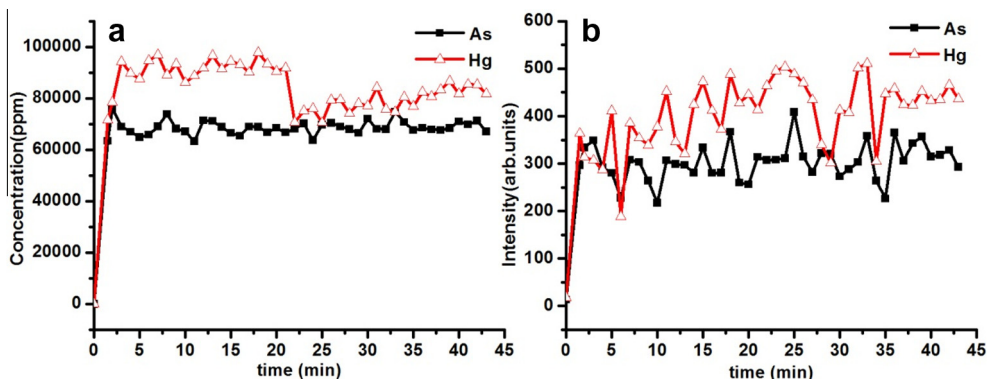 a
As
Hg
Concentration(ppm)
100000
80000
60000
40000
20000
0
0 5 10 15 20 25 30 35 40 45
time (min)
b
As
Hg
Intensity(arb.units)
600
500
400
300
200
100
0
0 5 10 15 20 25 30 35 40 45
time (min)